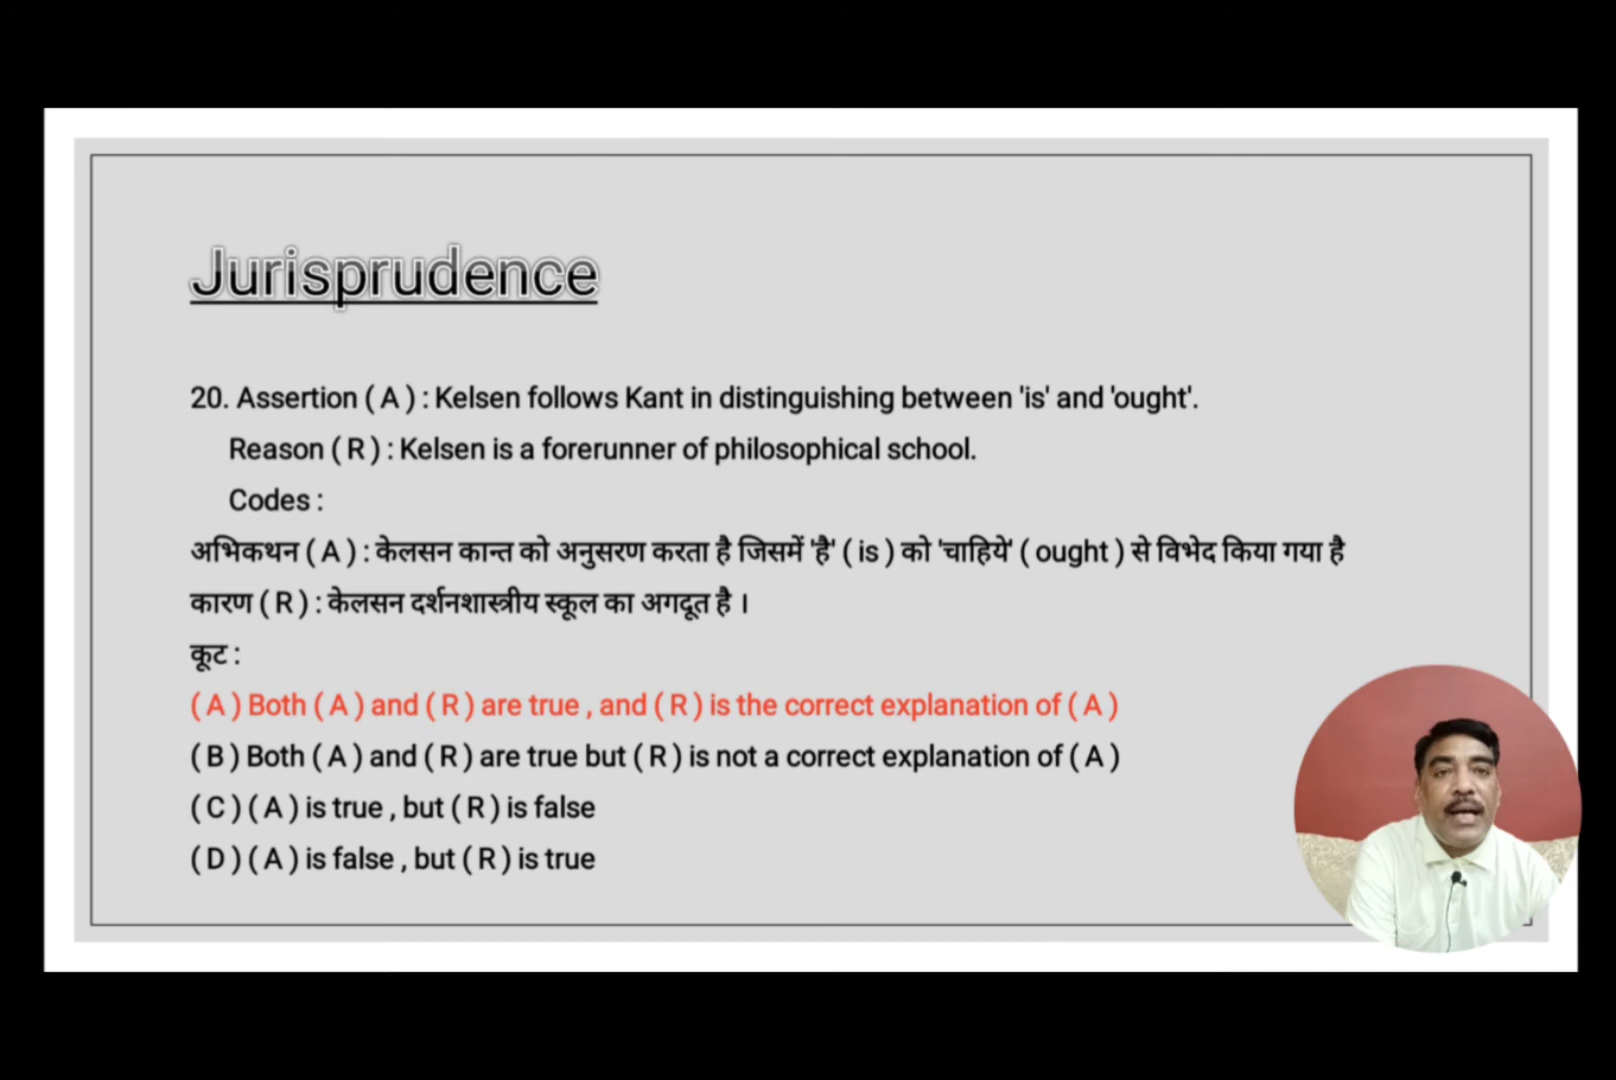 Jurisprudence
20. Assertion ( A ) : Kelsen follows Kant in distinguishing between 'is' and 'ought'.
Reason ( R ) : Kelsen is a forerunner of philosophical school.
Codes :
अभिकथन ( A ) : केलसन कान्त को अनुसरण करता है जिसमें 'है' ( is ) को 'चाहिये' ( ought ) से विभेद किया गया है
कारण ( R ) : केलसन दर्शनशास्त्रीय स्कूल का अगदूत है ।
कूट :
( A ) Both ( A ) and ( R ) are true , and ( R ) is the correct explanation of ( A )
( B ) Both ( A ) and ( R ) are true but ( R ) is not a correct explanation of ( A )
( C ) ( A ) is true , but ( R ) is false
( D ) ( A ) is false , but ( R ) is true